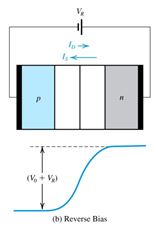 V_R
I_D →
I_S ←
p
n
(V_0 + V_R)
(b) Reverse Bias